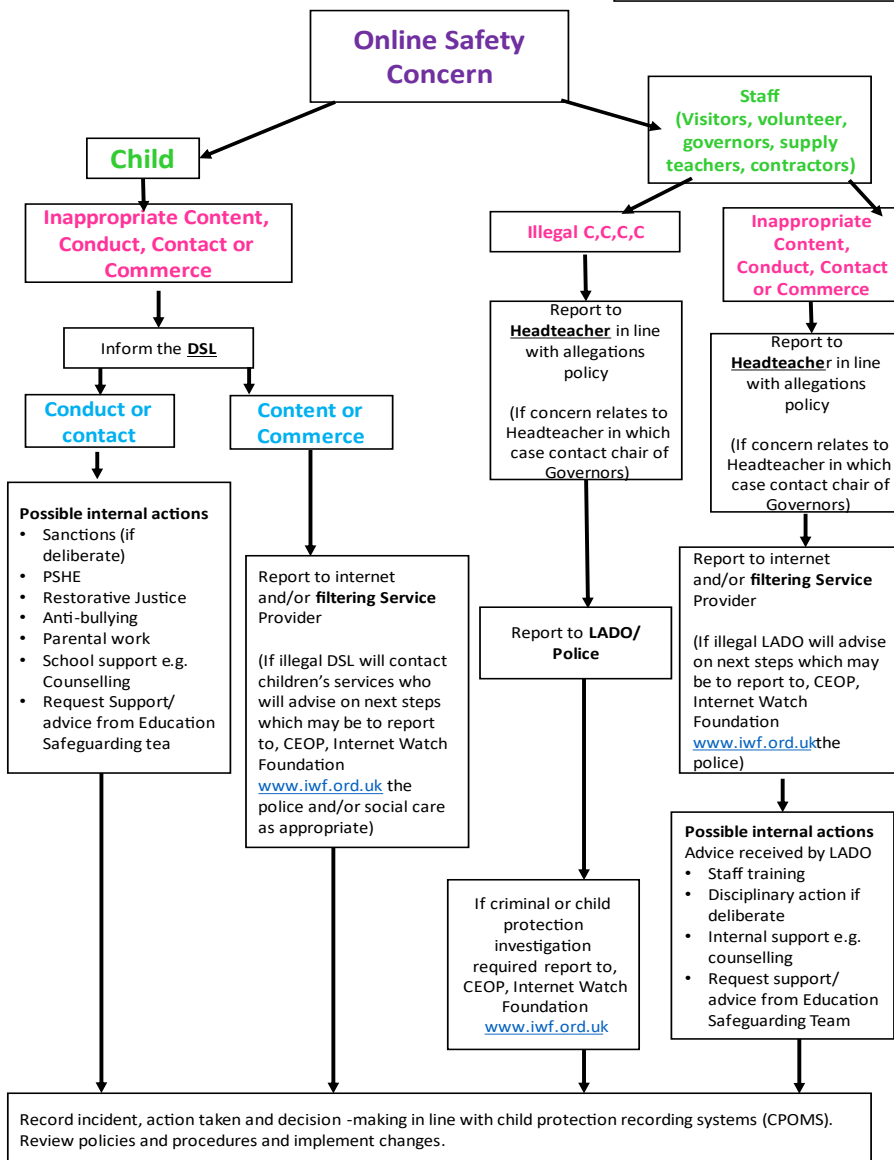 Online Safety
Concern
Staff
(Visitors, volunteer,
governors, supply
teachers, contractors)
Child
Inappropriate Content,
Conduct, Contact or
Commerce
Illegal C,C,C,C
Inappropriate
Content,
Conduct, Contact
or Commerce
Inform the DSL
Conduct or
contact
Content or
Commerce
Report to
Headteacher in line
with allegations
policy
(If concern relates to
Headteacher in which
case contact chair of
Governors)
Report to
Headteacher in line
with allegations
policy
(If concern relates to
Headteacher in which
case contact chair of
Governors)
Possible internal actions
• Sanctions (if
deliberate)
• PSHE
• Restorative Justice
• Anti-bullying
• Parental work
• School support e.g.
Counselling
• Request Support/
advice from Education
Safeguarding tea
Report to internet
and/or filtering Service
Provider
(If illegal DSL will contact
children's services who
will advise on next steps
which may be to report
to, CEOP, Internet Watch
Foundation
www.iwf.ord.uk the
police and/or social care
as appropriate)
Report to LADO/
Police
Report to internet
and/or filtering Service
Provider
(If illegal LADO will advise
on next steps which may
be to report to, CEOP,
Internet Watch
Foundation
www.iwf.ord.ukthe
police)
If criminal or child
protection
investigation
required report to,
CEOP, Internet Watch
Foundation
www.iwf.ord.uk
Possible internal actions
Advice received by LADO
• Staff training
• Disciplinary action if
deliberate
• Internal support e.g.
counselling
• Request support/
advice from Education
Safeguarding Team
Record incident, action taken and decision -making in line with child protection recording systems (CPOMS).
Review policies and procedures and implement changes.